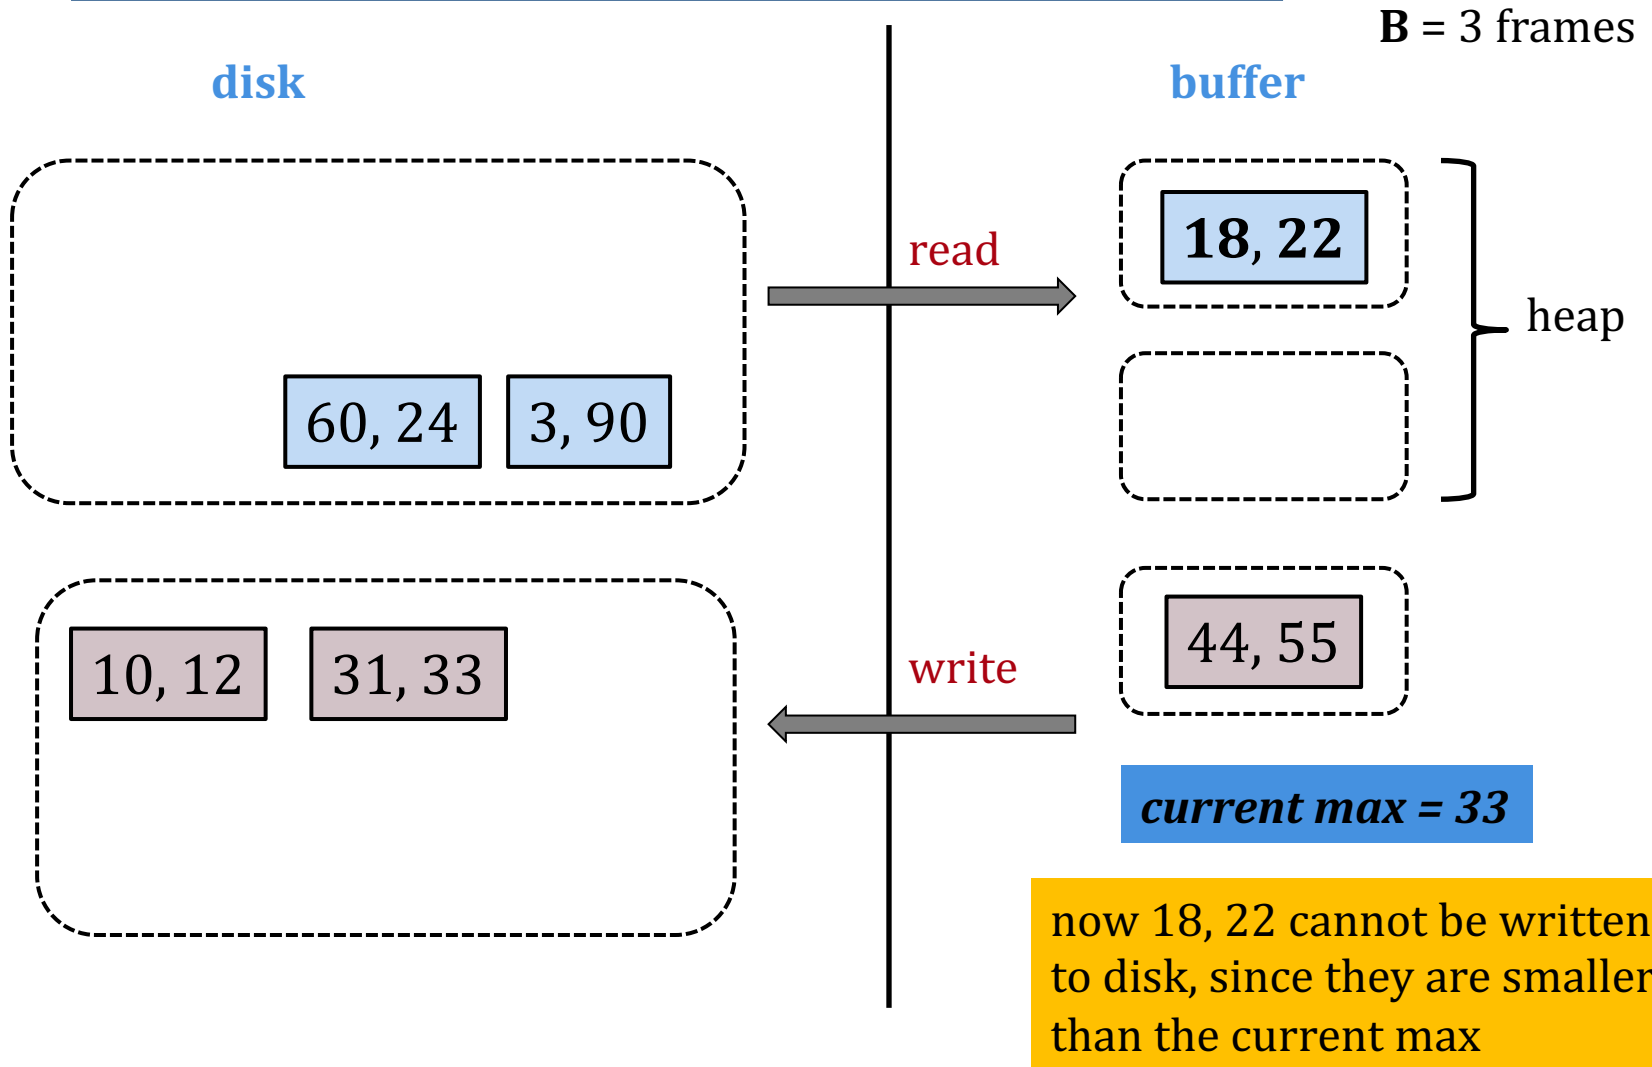 B = 3 frames
disk
buffer
18, 22
read
heap
60, 24
3, 90
44, 55
10, 12
31, 33
write
current max = 33
now 18, 22 cannot be written
to disk, since they are smaller
than the current max